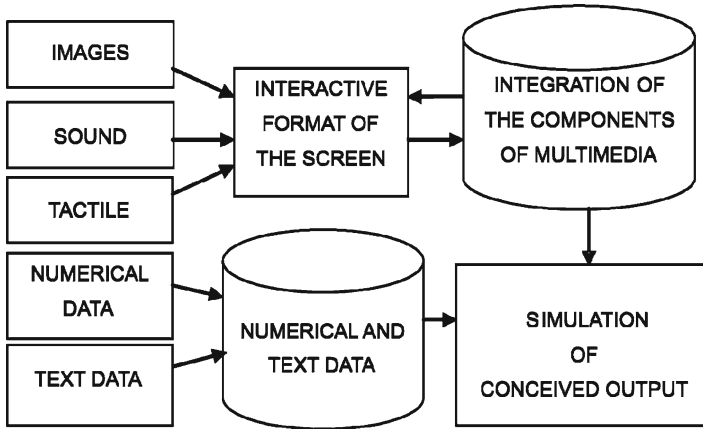 IMAGES
SOUND
TACTILE
NUMERICAL
DATA
TEXT DATA
INTERACTIVE
FORMAT OF
THE SCREEN
INTEGRATION OF
THE COMPONENTS
OF MULTIMEDIA
NUMERICAL AND
TEXT DATA
SIMULATION
OF
CONCEIVED OUTPUT